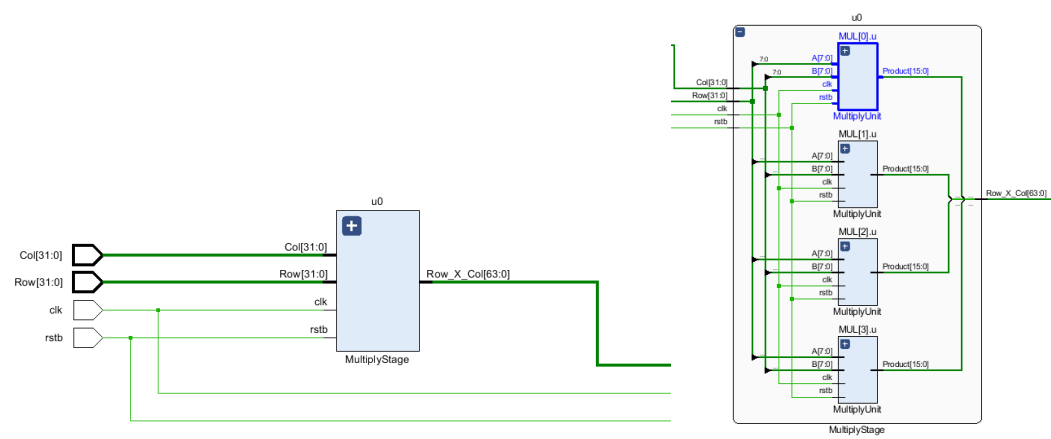 u0
Col[31:0]
Col[31:0]
Row[31:0]
Row[31:0]
Row_X_Col[63:0]
clk
clk
rstb
rstb
MultiplyStage
u0
MUL[0].u
7:0
A[7:0]
7:0
B[7:0]
Product[15:0]
Col[31:0]
clk
Row[31:0]
rstb
clk
MultiplyUnit
rstb
MUL[1].u
A[7:0]
B[7:0]
Product[15:0]
clk
rstb
Row_X_Col[63:0]
MultiplyUnit
MUL[2].u
A[7:0]
B[7:0]
Product[15:0]
clk
rstb
MultiplyUnit
MUL[3].u
A[7:0]
B[7:0]
Product[15:0]
clk
rstb
MultiplyUnit
MultiplyStage